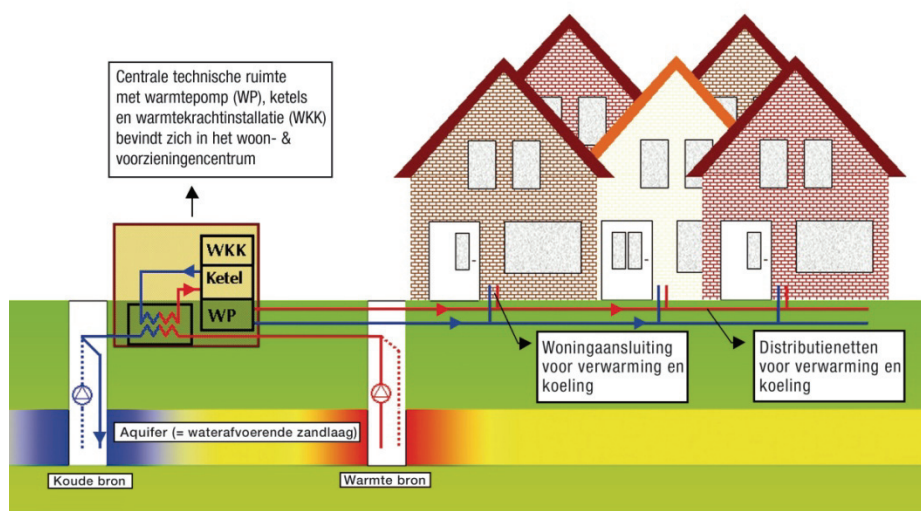 Centrale technische ruimte
met warmtepomp (WP), ketels
en warmtekrachtinstallatie (WKK)
bevindt zich in het woon- &
voorzieningencentrum
WKK
Ketel
WP
Woningaansluiting
voor verwarming en
koeling
Distributienetten
voor verwarming en
koeling
Aquifer (= waterafvoerende zandlaag)
Koude bron
Warmte bron